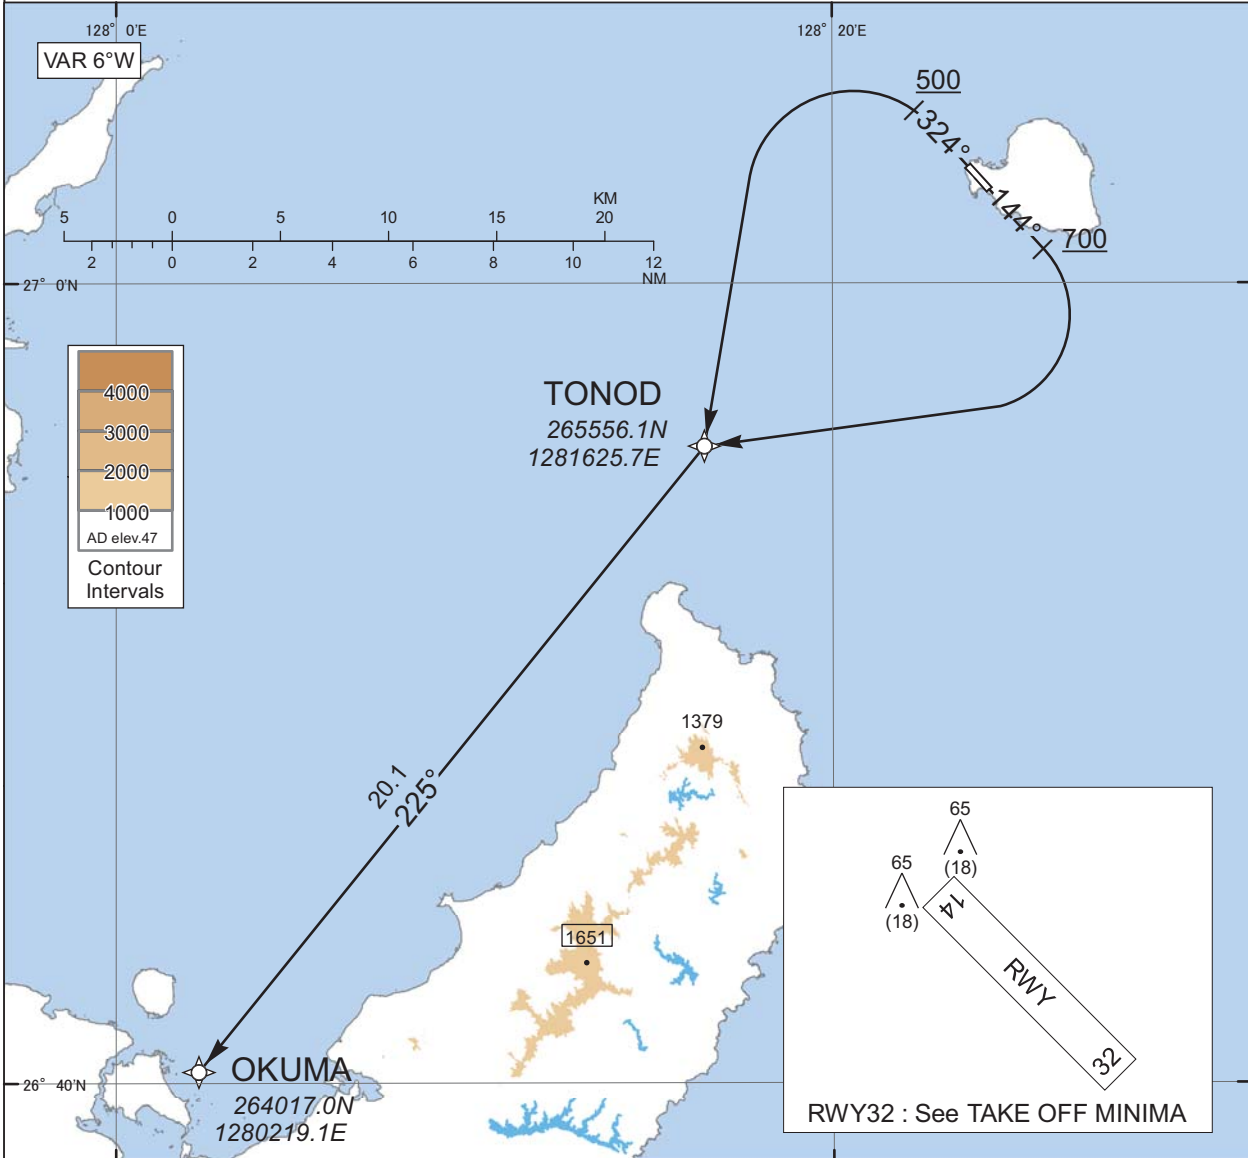 128° 0'E
128° 20'E
VAR 6°W
500
324°
144°
700
KM
5 0 5 10 15 20
2 0 2 4 6 8 10 12
NM
27° 0'N
4000
3000
2000
1000
AD elev.47
Contour
Intervals
TONOD
265556.1N
1281625.7E
1379
20.1
225°
1651
OKUMA
264017.0N
1280219.1E
26° 40'N
65
(18)
65
(18)
14
RWY
32
RWY32 : See TAKE OFF MINIMA